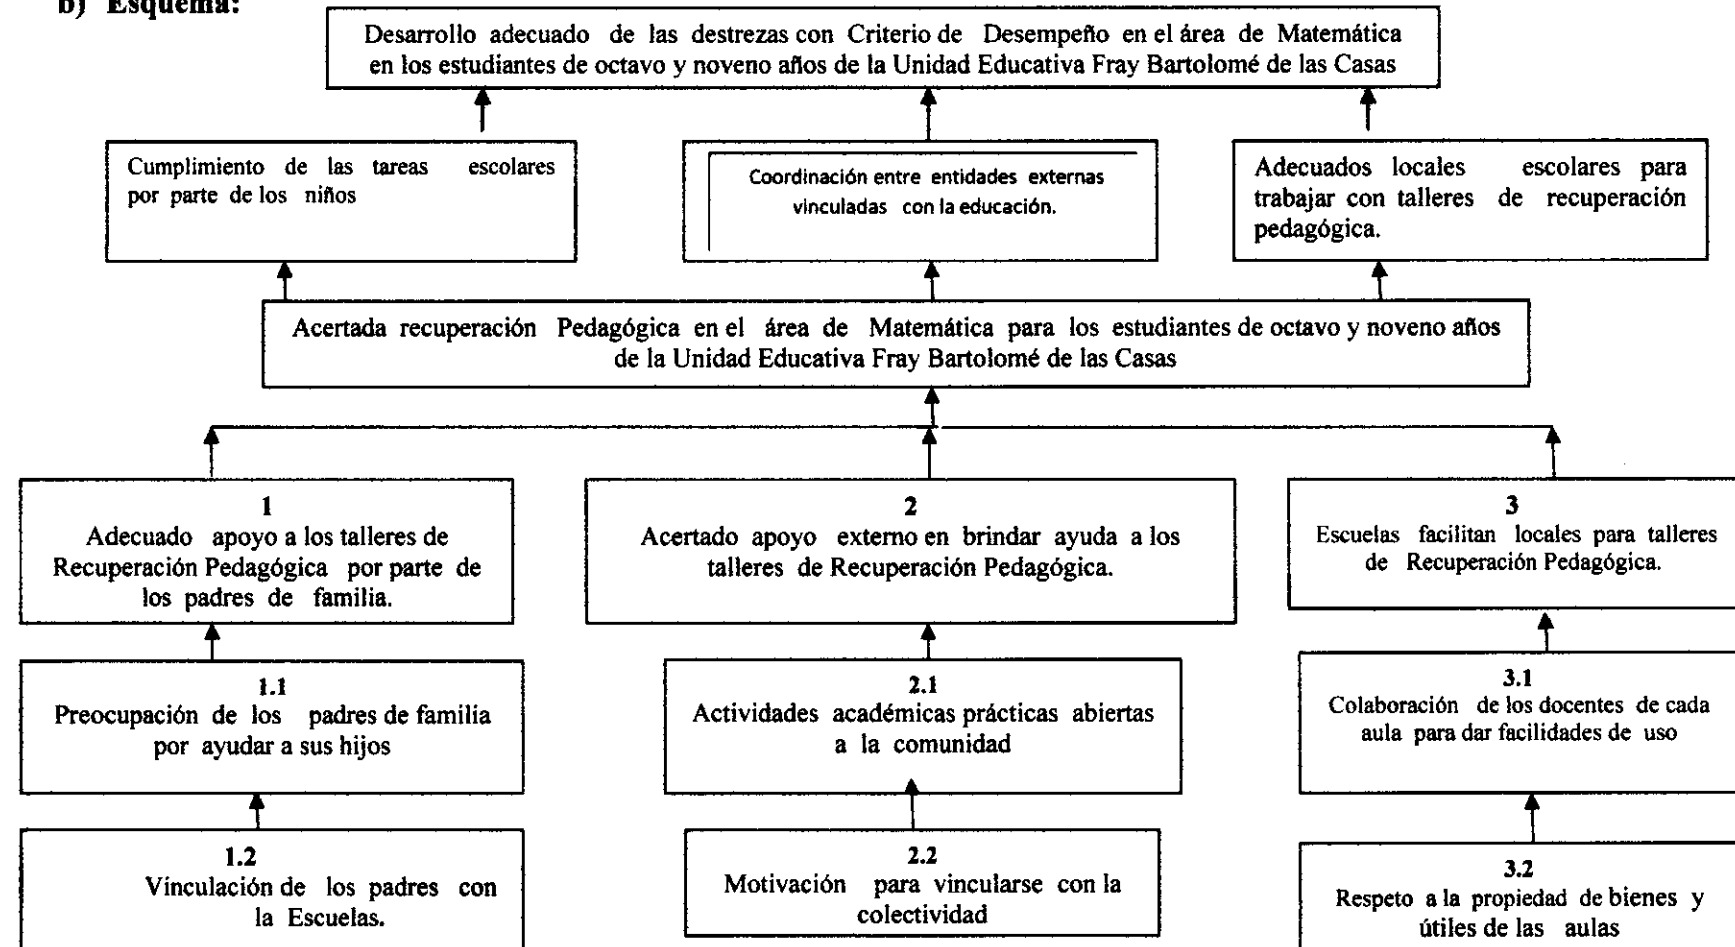 b) Esquema:
Desarrollo adecuado de las destrezas con Criterio de Desempeño en el área de Matemática
en los estudiantes de octavo y noveno años de la Unidad Educativa Fray Bartolomé de las Casas
Cumplimiento de las tareas escolares
por parte de los niños
Coordinación entre entidades externas
vinculadas con la educación.
Adecuados locales escolares para
trabajar con talleres de recuperación
pedagógica.
Acertada recuperación Pedagógica en el área de Matemática para los estudiantes de octavo y noveno años
de la Unidad Educativa Fray Bartolomé de las Casas
1
Adecuado apoyo a los talleres de
Recuperación Pedagógica por parte de
los padres de familia.
2
Acertado apoyo externo en brindar ayuda a los
talleres de Recuperación Pedagógica.
3
Escuelas facilitan locales para talleres
de Recuperación Pedagógica.
1.1
Preocupación de los padres de familia
por ayudar a sus hijos
2.1
Actividades académicas prácticas abiertas
a la comunidad
3.1
Colaboración de los docentes de cada
aula para dar facilidades de uso
1.2
Vinculación de los padres con
la Escuelas.
2.2
Motivación para vincularse con la
colectividad
3.2
Respeto a la propiedad de bienes y
útiles de las aulas